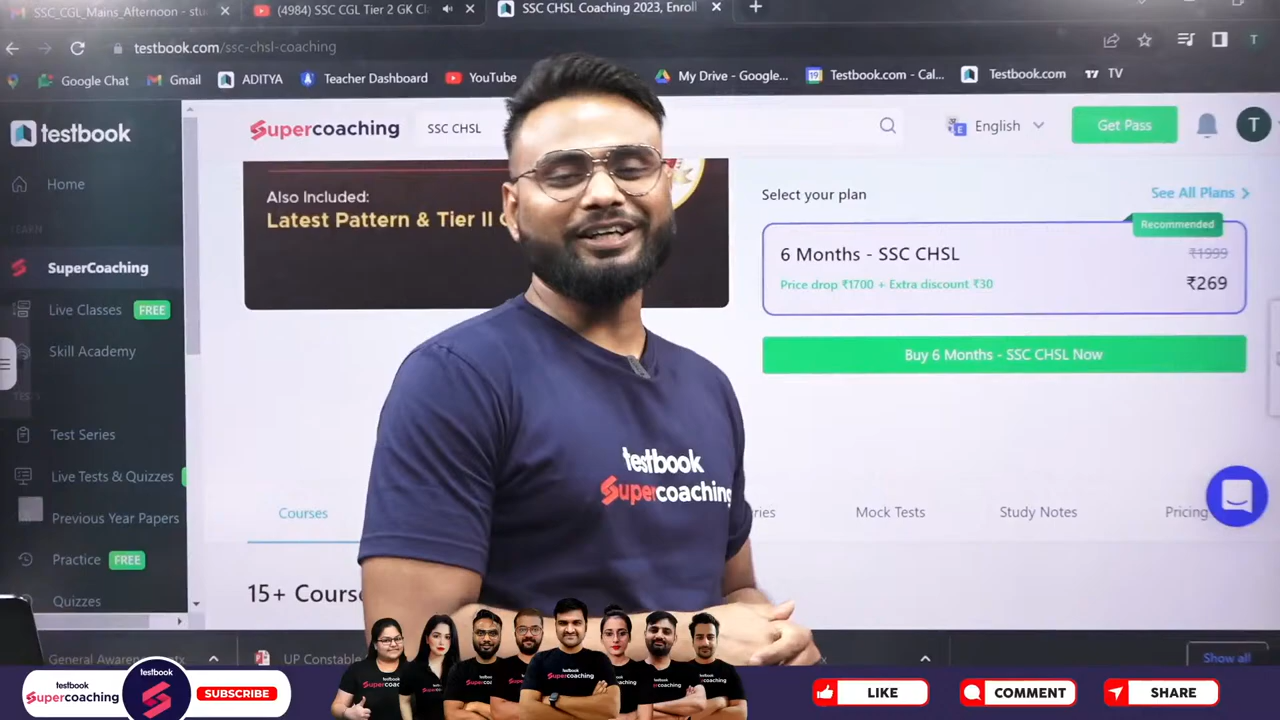 SSC_CGL_Mains_Afternoon - stu
(4984) SSC CGL Tier 2 GK Cl
SSC CHSL Coaching 2023, Enroll
testbook.com/ssc-chsl-coaching
Google Chat
Gmail
ADITYA
Teacher Dashboard
YouTube
My Drive - Google...
Testbook.com - Cal...
Testbook.com
TV
testbook
Supercoaching
SSC CHSL
English
Get Pass
T
Home
LEARN
SuperCoaching
Live Classes FREE
Skill Academy
Test Series
Live Tests & Quizzes
Previous Year Papers
Practice FREE
Quizzes
Also Included:
Latest Pattern & Tier II
Select your plan
See All Plans
Recommended
6 Months - SSC CHSL
₹1999
Price drop ₹1700 + Extra discount ₹30
₹269
Buy 6 Months - SSC CHSL Now
testbook
Supercoaching
Courses
Mock Tests
Study Notes
Pricing
15+ Course
General Awaren
UP Constable
Show all
testbook
Supercoaching
testbook
SUBSCRIBE
LIKE
COMMENT
SHARE